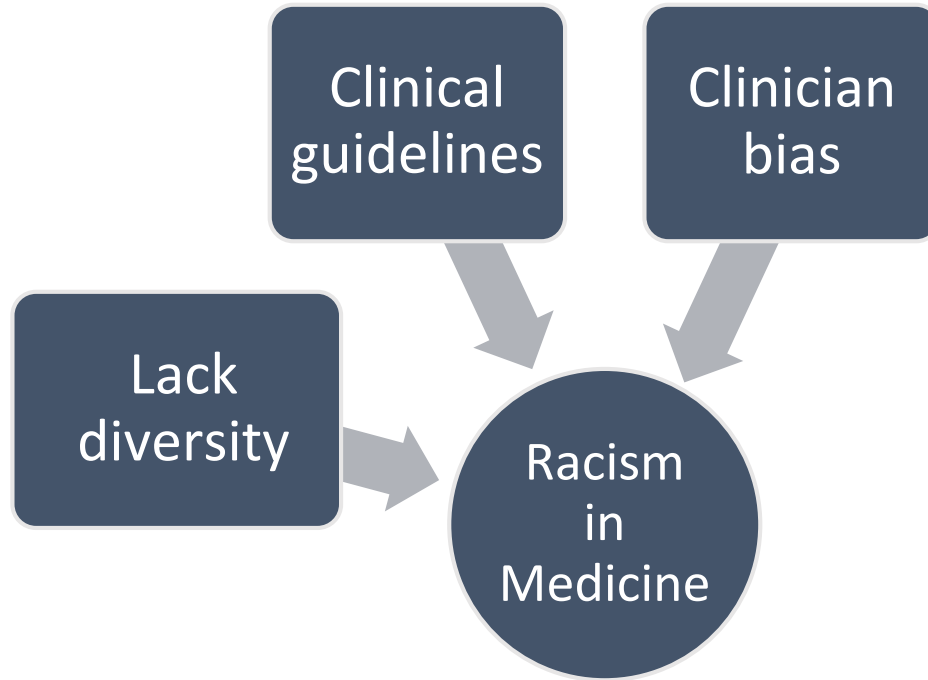 Clinical
guidelines
Clinician
bias
Lack
diversity
Racism
in
Medicine